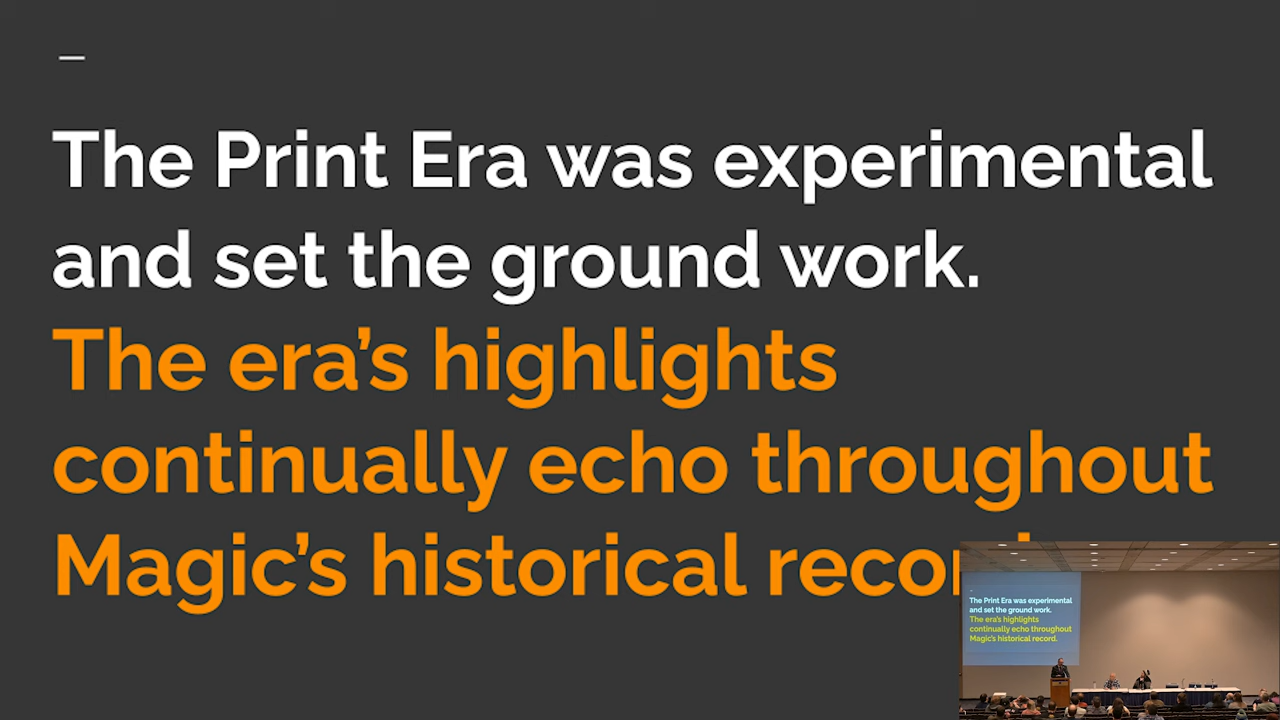 The Print Era was experimental
and set the ground work.
The era's highlights
continually echo throughout
Magic's historical record
The Print Era was experimental
and set the ground work.
The era's highlights
continually echo throughout
Magic's historical record.